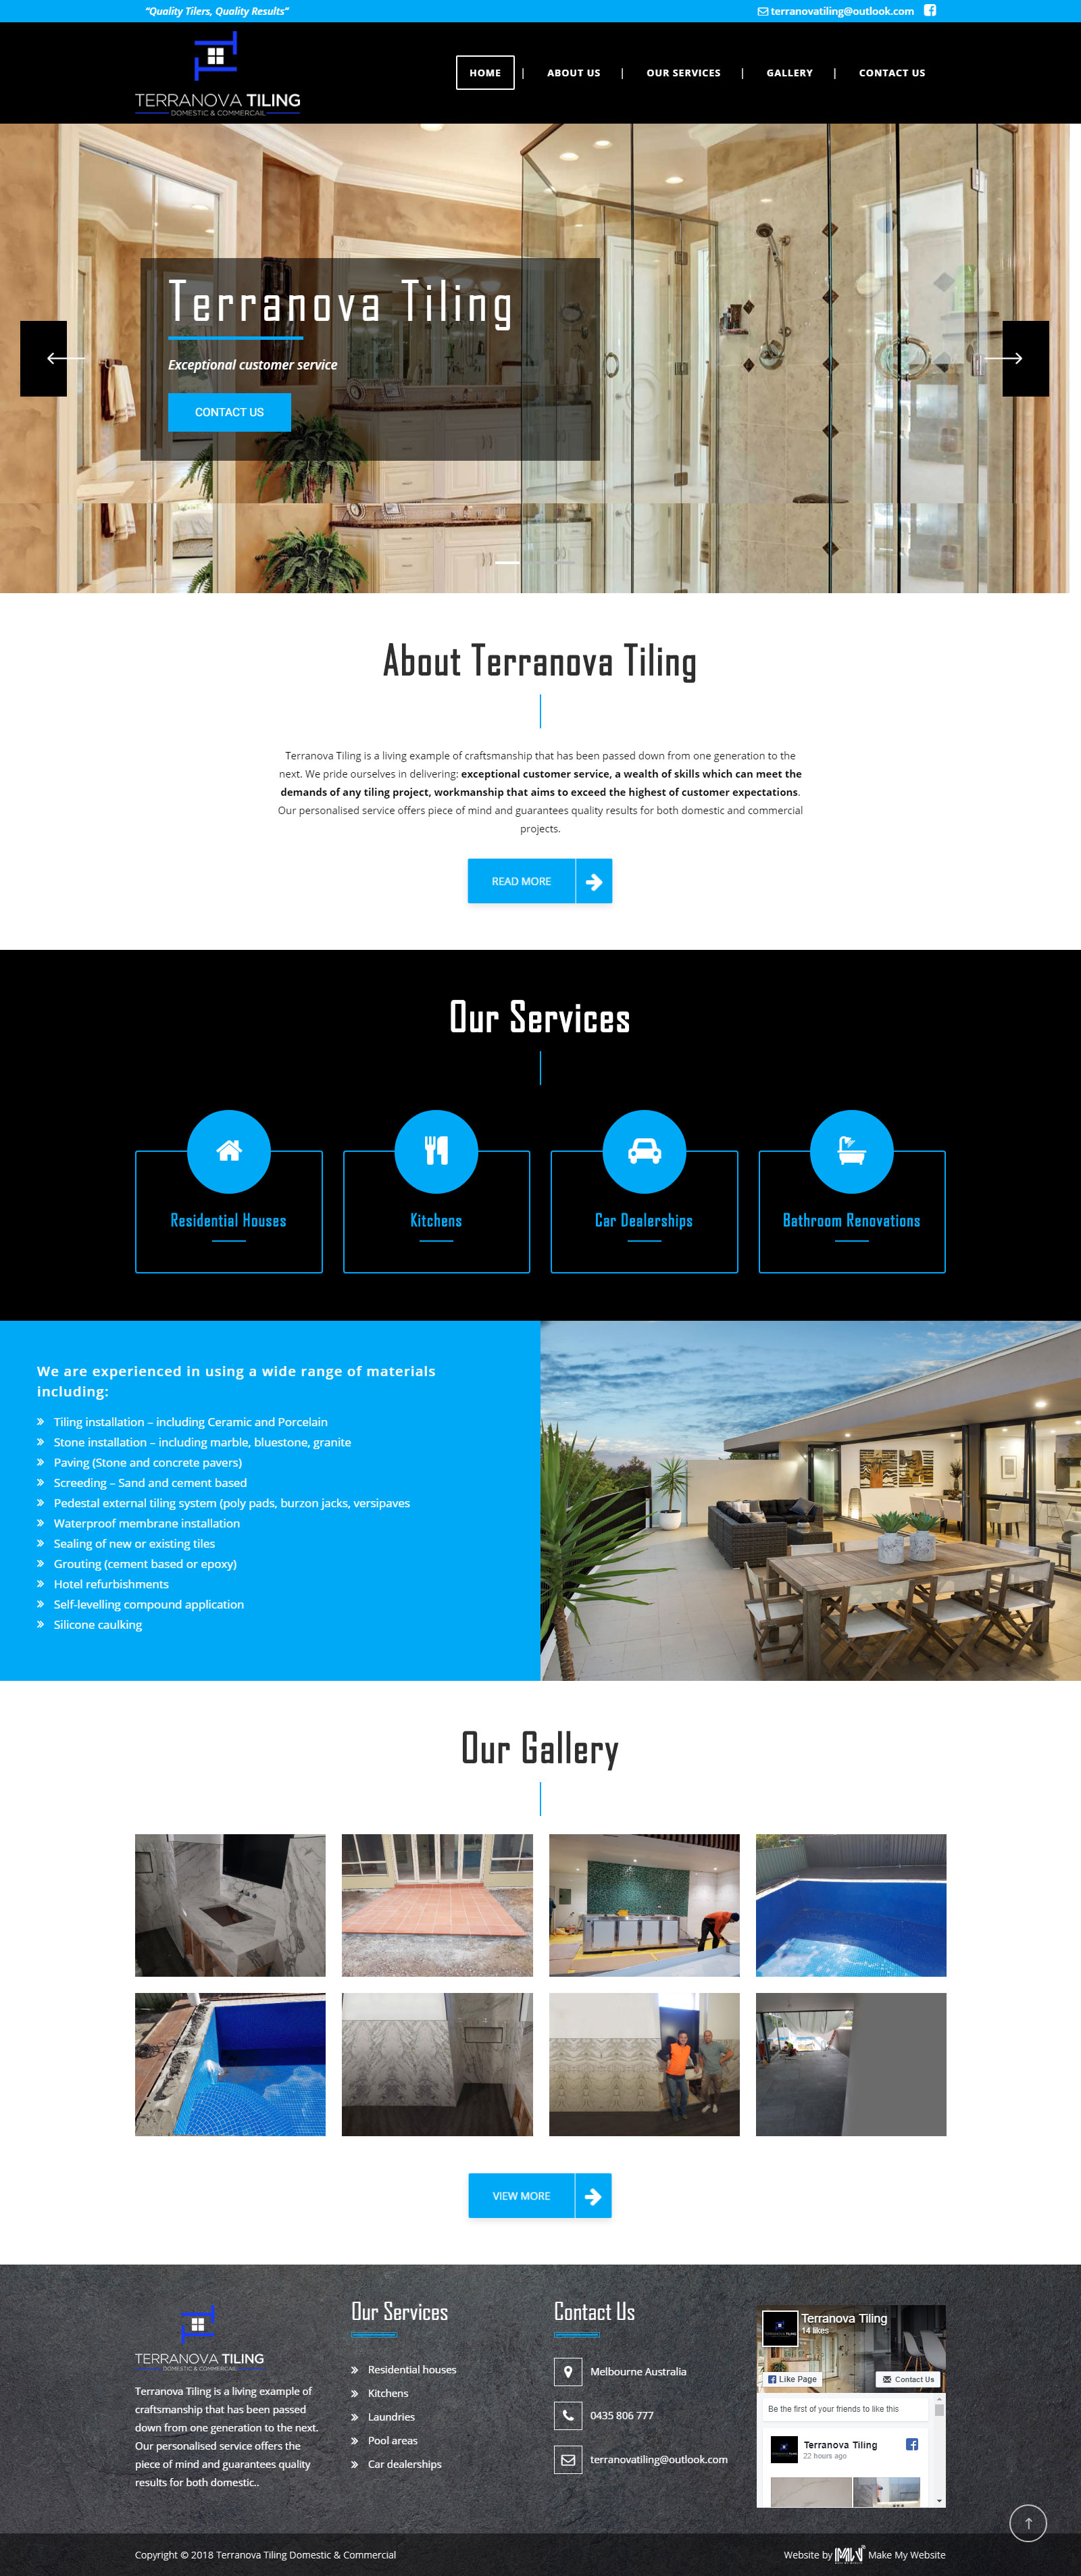 “Quality Tilers, Quality Results”
terranovatiling@outlook.com
TERRANOVA TILING
DOMESTIC & COMMERCAIL
HOME | ABOUT US | OUR SERVICES | GALLERY | CONTACT US
Terranova Tiling
Exceptional customer service
CONTACT US
About Terranova Tiling
Terranova Tiling is a living example of craftsmanship that has been passed down from one generation to the
next. We pride ourselves in delivering: exceptional customer service, a wealth of skills which can meet the
demands of any tiling project, workmanship that aims to exceed the highest of customer expectations.
Our personalised service offers piece of mind and guarantees quality results for both domestic and commercial
projects.
READ MORE
Our Services
Residential Houses
Kitchens
Car Dealerships
Bathroom Renovations
We are experienced in using a wide range of materials
including:
Tiling installation – including Ceramic and Porcelain
Stone installation – including marble, bluestone, granite
Paving (Stone and concrete pavers)
Screeding – Sand and cement based
Pedestal external tiling system (poly pads, burzon jacks, versipaves
Waterproof membrane installation
Sealing of new or existing tiles
Grouting (cement based or epoxy)
Hotel refurbishments
Self-levelling compound application
Silicone caulking
Our Gallery
VIEW MORE
TERRANOVA TILING
DOMESTIC & COMMERCAIL
Terranova Tiling is a living example of
craftsmanship that has been passed
down from one generation to the next.
Our personalised service offers the
piece of mind and guarantees quality
results for both domestic..
Our Services
Residential houses
Kitchens
Laundries
Pool areas
Car dealerships
Contact Us
Melbourne Australia
0435 806 777
terranovatiling@outlook.com
Terranova Tiling
14 likes
Like Page
Contact Us
Be the first of your friends to like this
Terranova Tiling
22 hours ago
Copyright © 2018 Terranova Tiling Domestic & Commercial
Website by MMW Make My Website